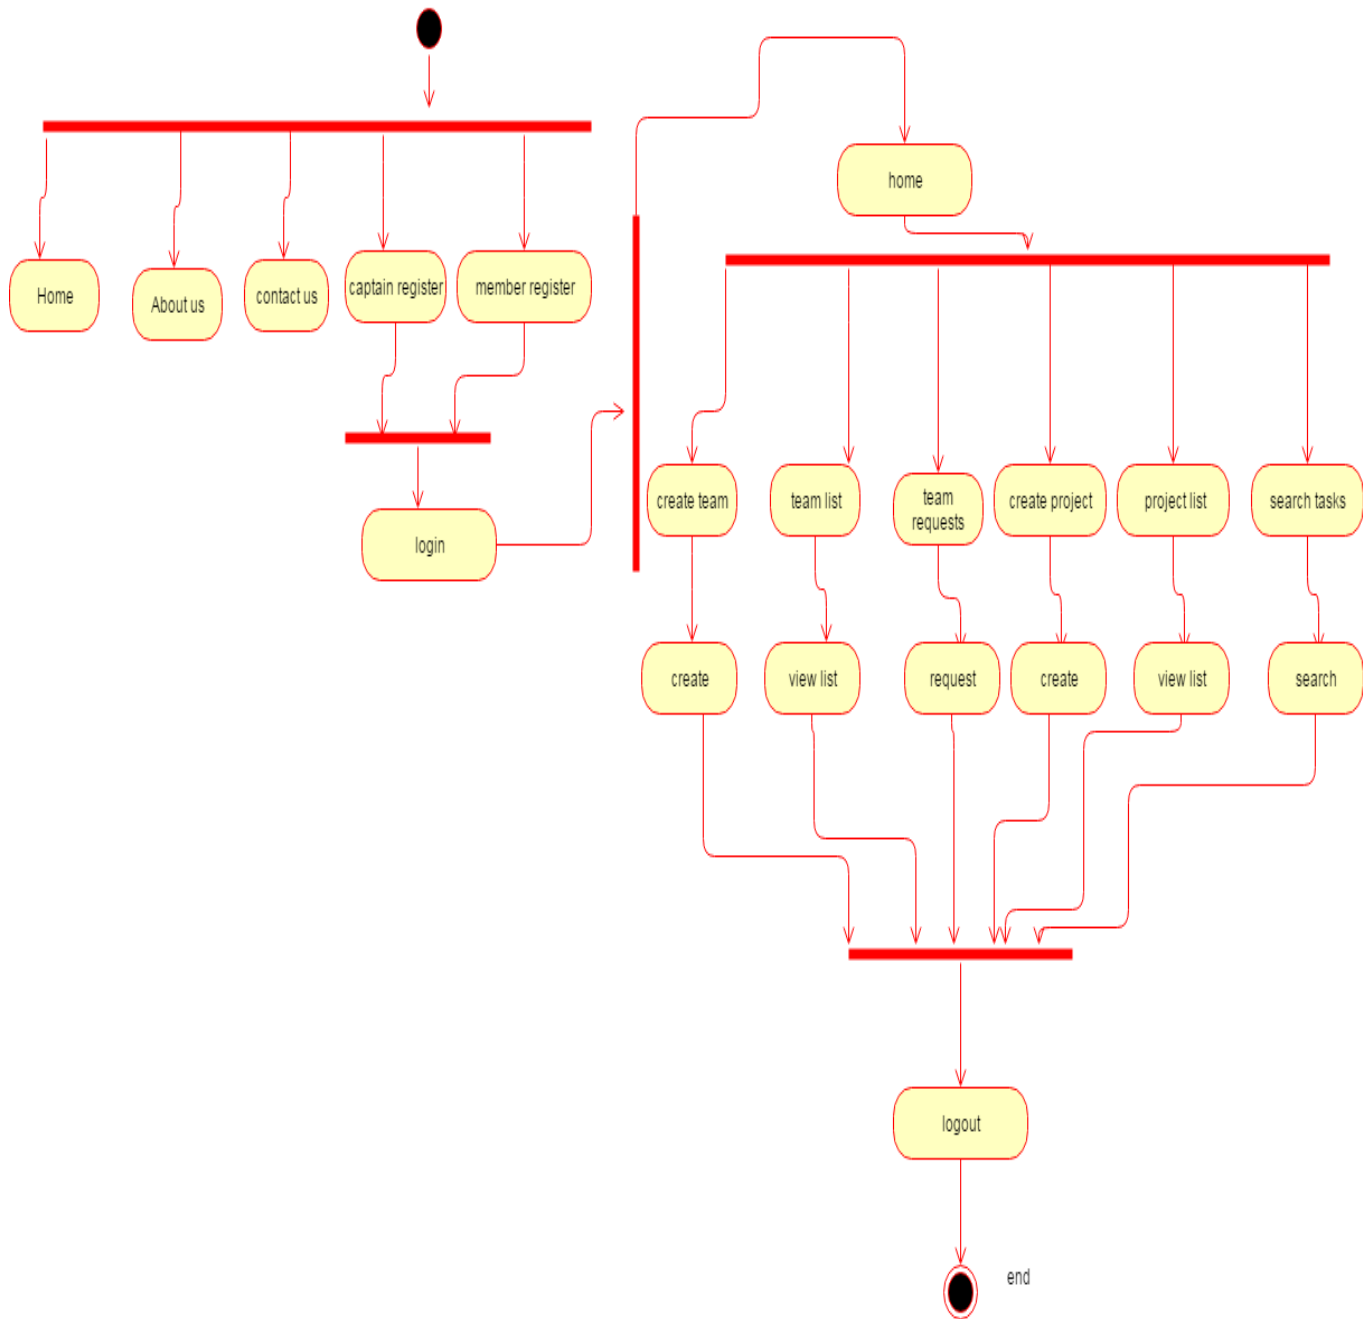 home
Home
About us
contact us
captain register
member register
login
create team
team list
team
requests
create project
project list
search tasks
create
view list
request
create
view list
search
logout
end